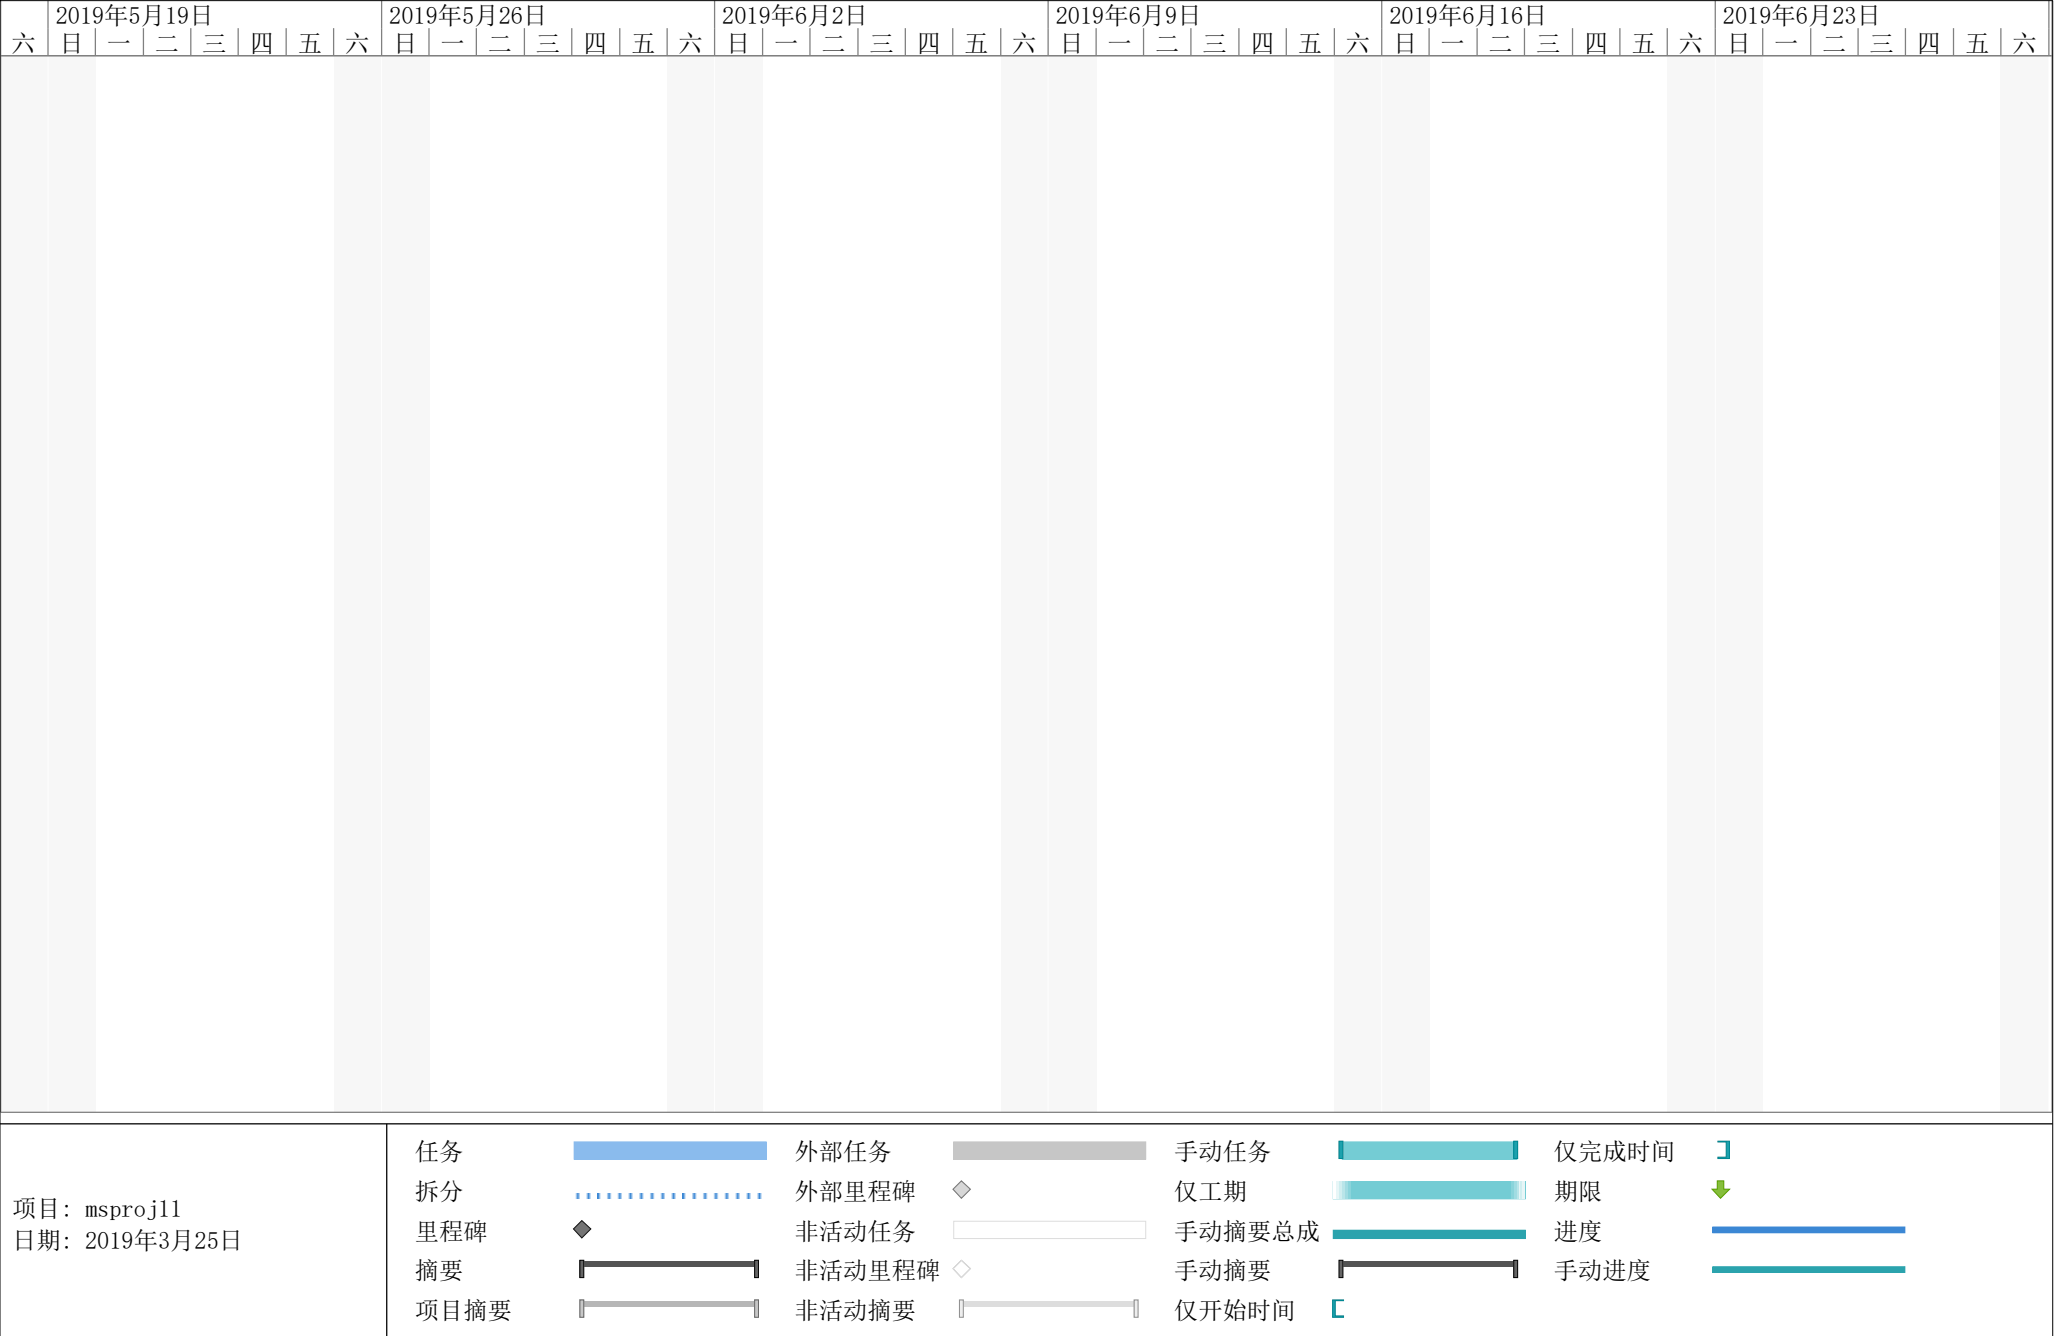 2019年5月19日 2019年5月26日 2019年6月2日 2019年6月9日 2019年6月16日 2019年6月23日
六 日 一 二 三 四 五 六 日 一 二 三 四 五 六 日 一 二 三 四 五 六 日 一 二 三 四 五 六 日 一 二 三 四 五 六 日 一 二 三 四 五 六
项目: msproj11
日期: 2019年3月25日
任务 外部任务 手动任务 仅完成时间
拆分 外部里程碑 仅工期 期限
里程碑 非活动任务 手动摘要总成 进度
摘要 非活动里程碑 手动摘要 手动进度
项目摘要 非活动摘要 仅开始时间